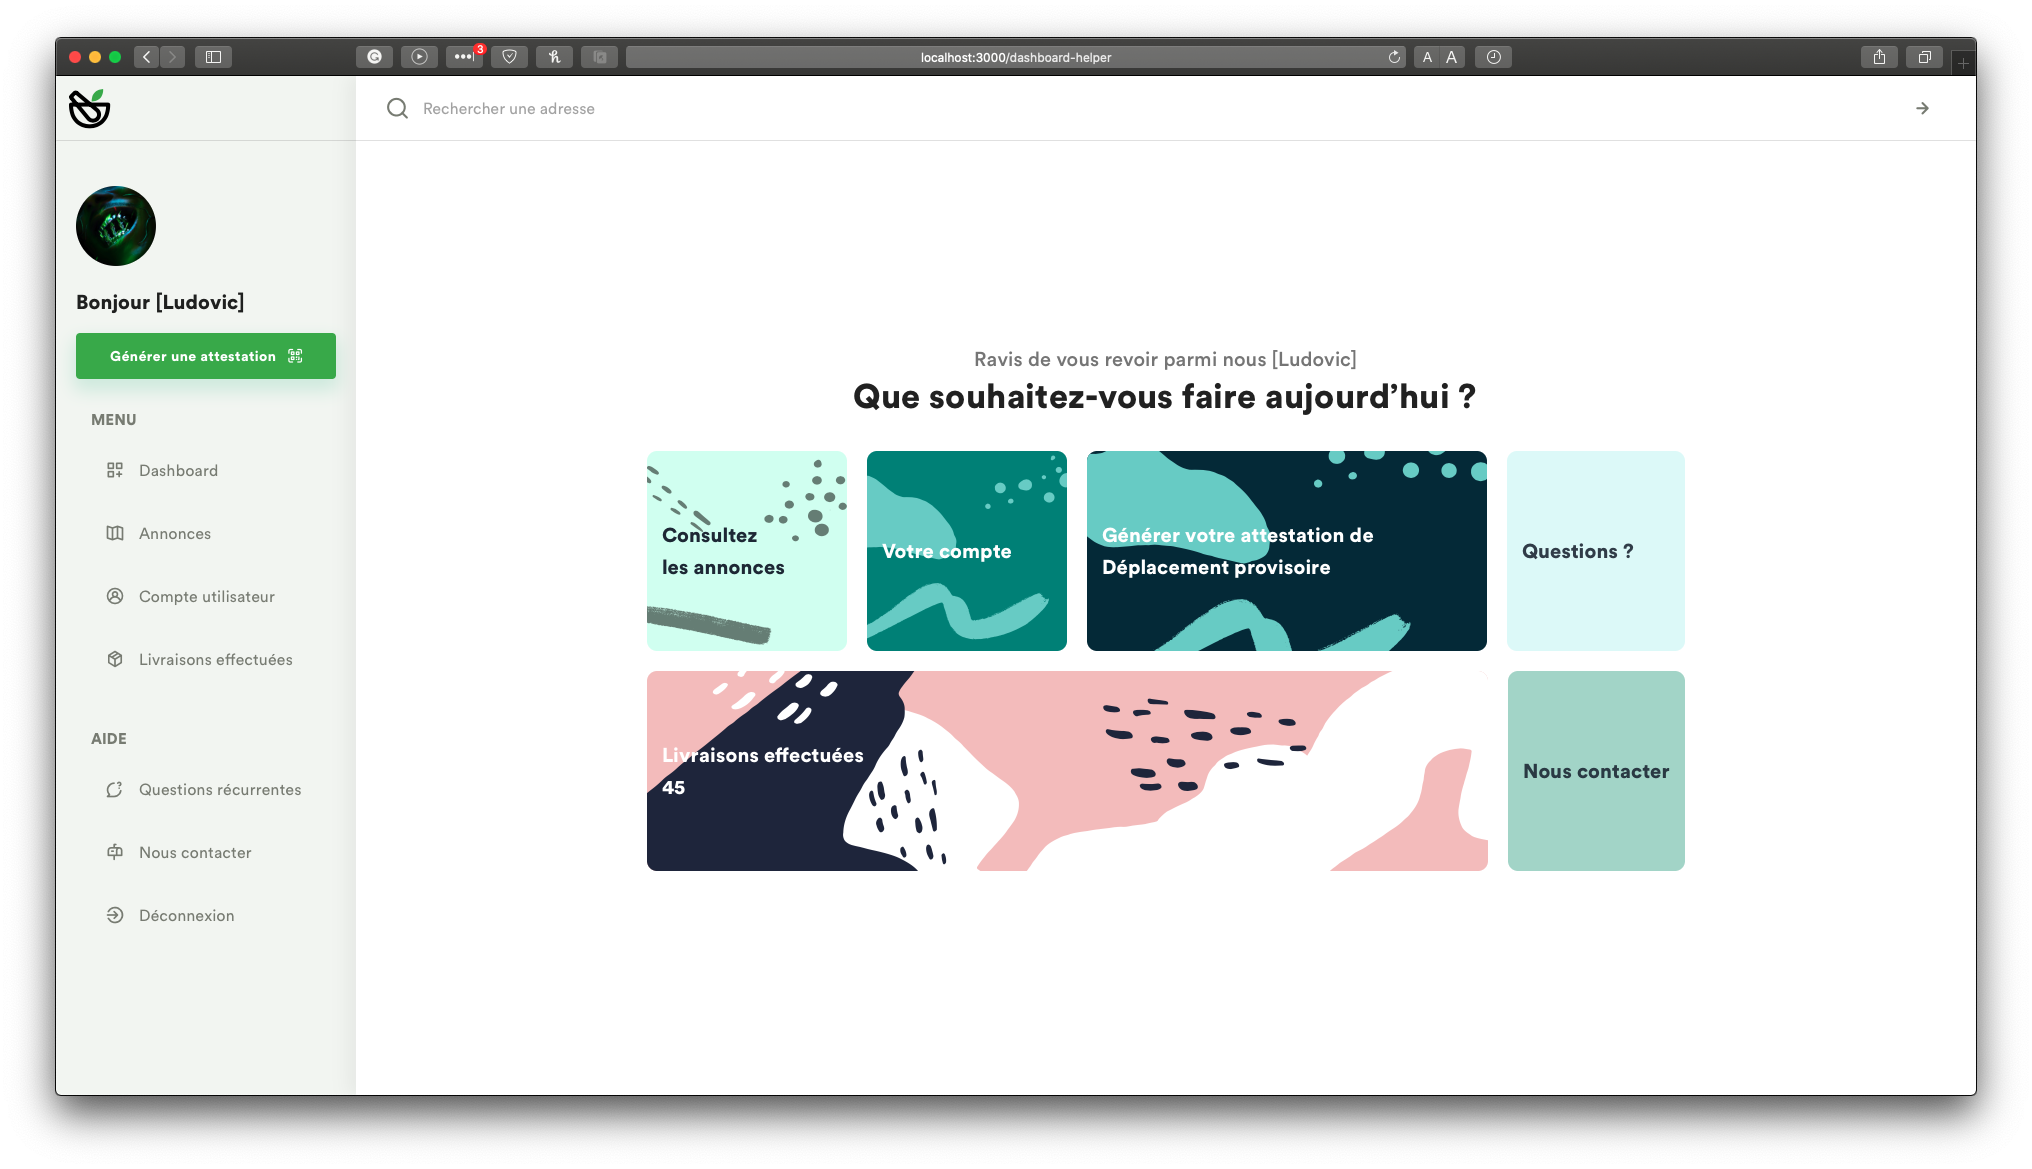 3
localhost:3000/dashboard-helper
A A
Rechercher une adresse
Bonjour [Ludovic]
Générer une attestation
MENU
Dashboard
Annonces
Compte utilisateur
Livraisons effectuées
AIDE
Questions récurrentes
Nous contacter
Déconnexion
Ravis de vous revoir parmi nous [Ludovic]
Que souhaitez-vous faire aujourd’hui ?
Consultez
les annonces
Votre compte
Générer votre attestation de
Déplacement provisoire
Questions ?
Livraisons effectuées
45
Nous contacter